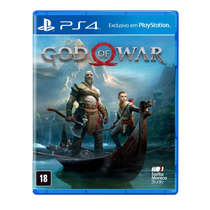 PS4 Exclusivo em PlayStation.
GOD OF WAR
18
Santa Monica Studio